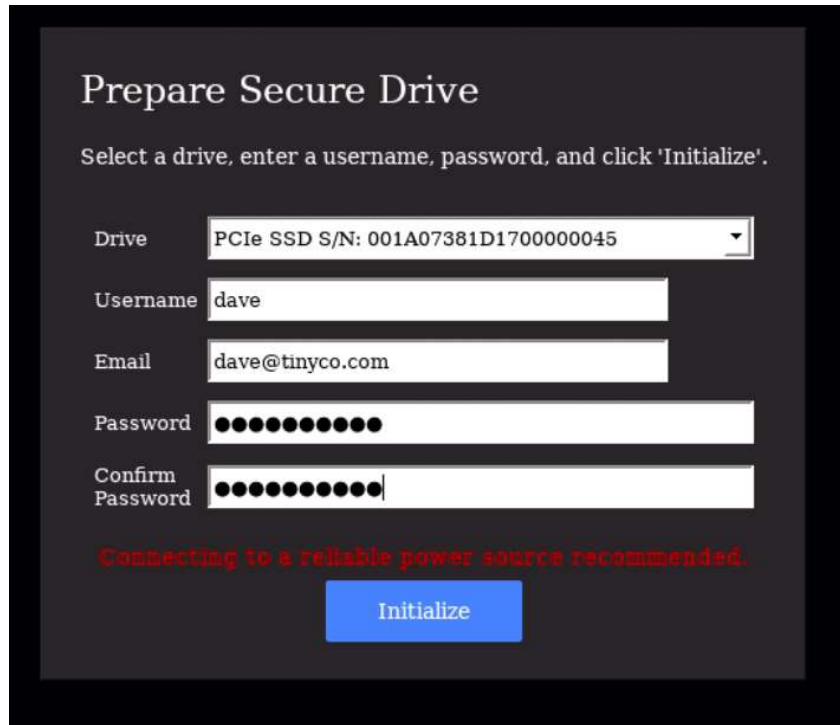 Prepare Secure Drive
Select a drive, enter a username, password, and click 'Initialize'.
Drive PCIe SSD S/N: 001A07381D1700000045
Username dave
Email dave@tinyco.com
Password ●●●●●●●●●●
Confirm
Password ●●●●●●●●●●
Connecting to a reliable power source recommended.
Initialize